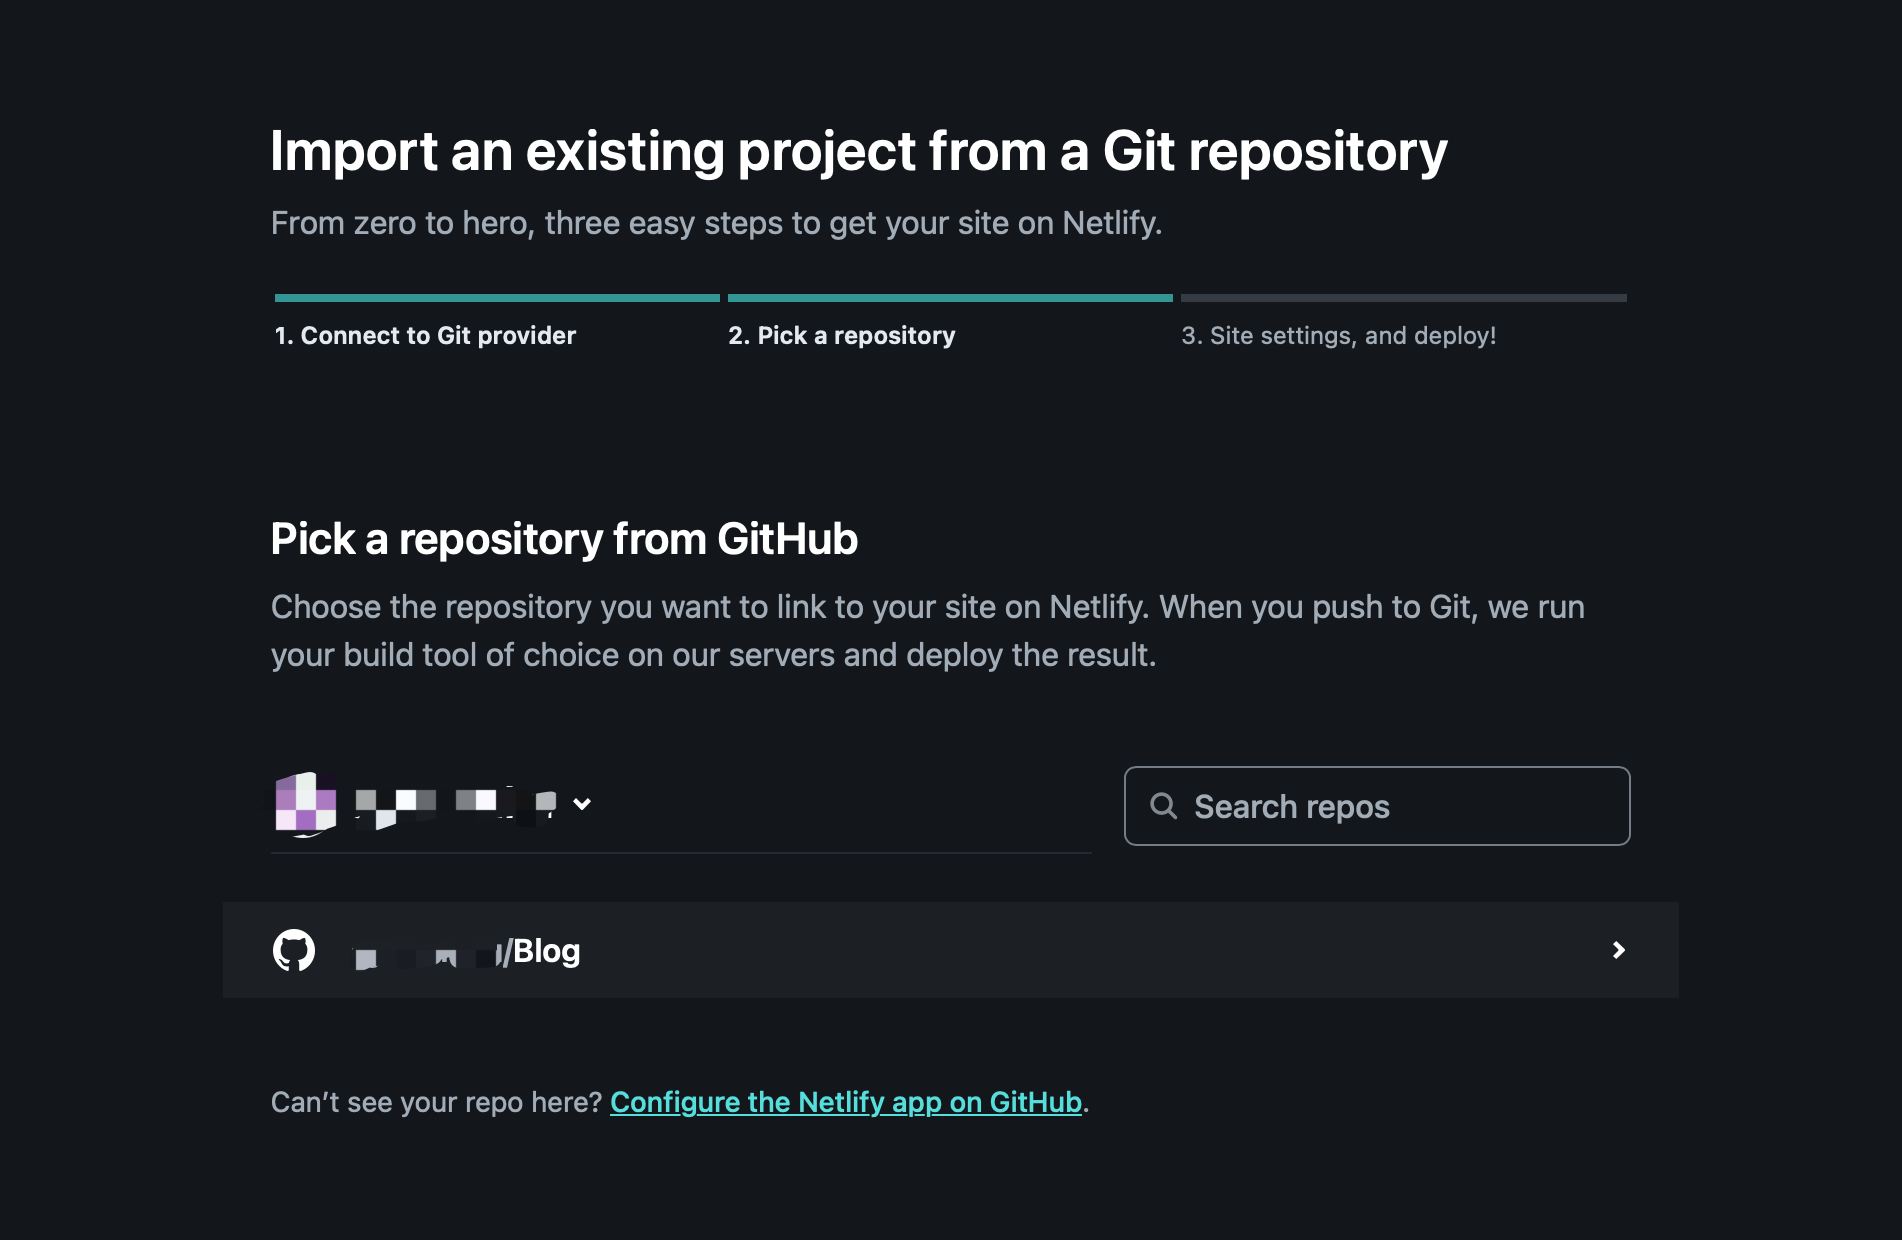 Import an existing project from a Git repository
From zero to hero, three easy steps to get your site on Netlify.
1. Connect to Git provider
2. Pick a repository
3. Site settings, and deploy!
Pick a repository from GitHub
Choose the repository you want to link to your site on Netlify. When you push to Git, we run
your build tool of choice on our servers and deploy the result.
Search repos
/Blog
Can’t see your repo here? Configure the Netlify app on GitHub.